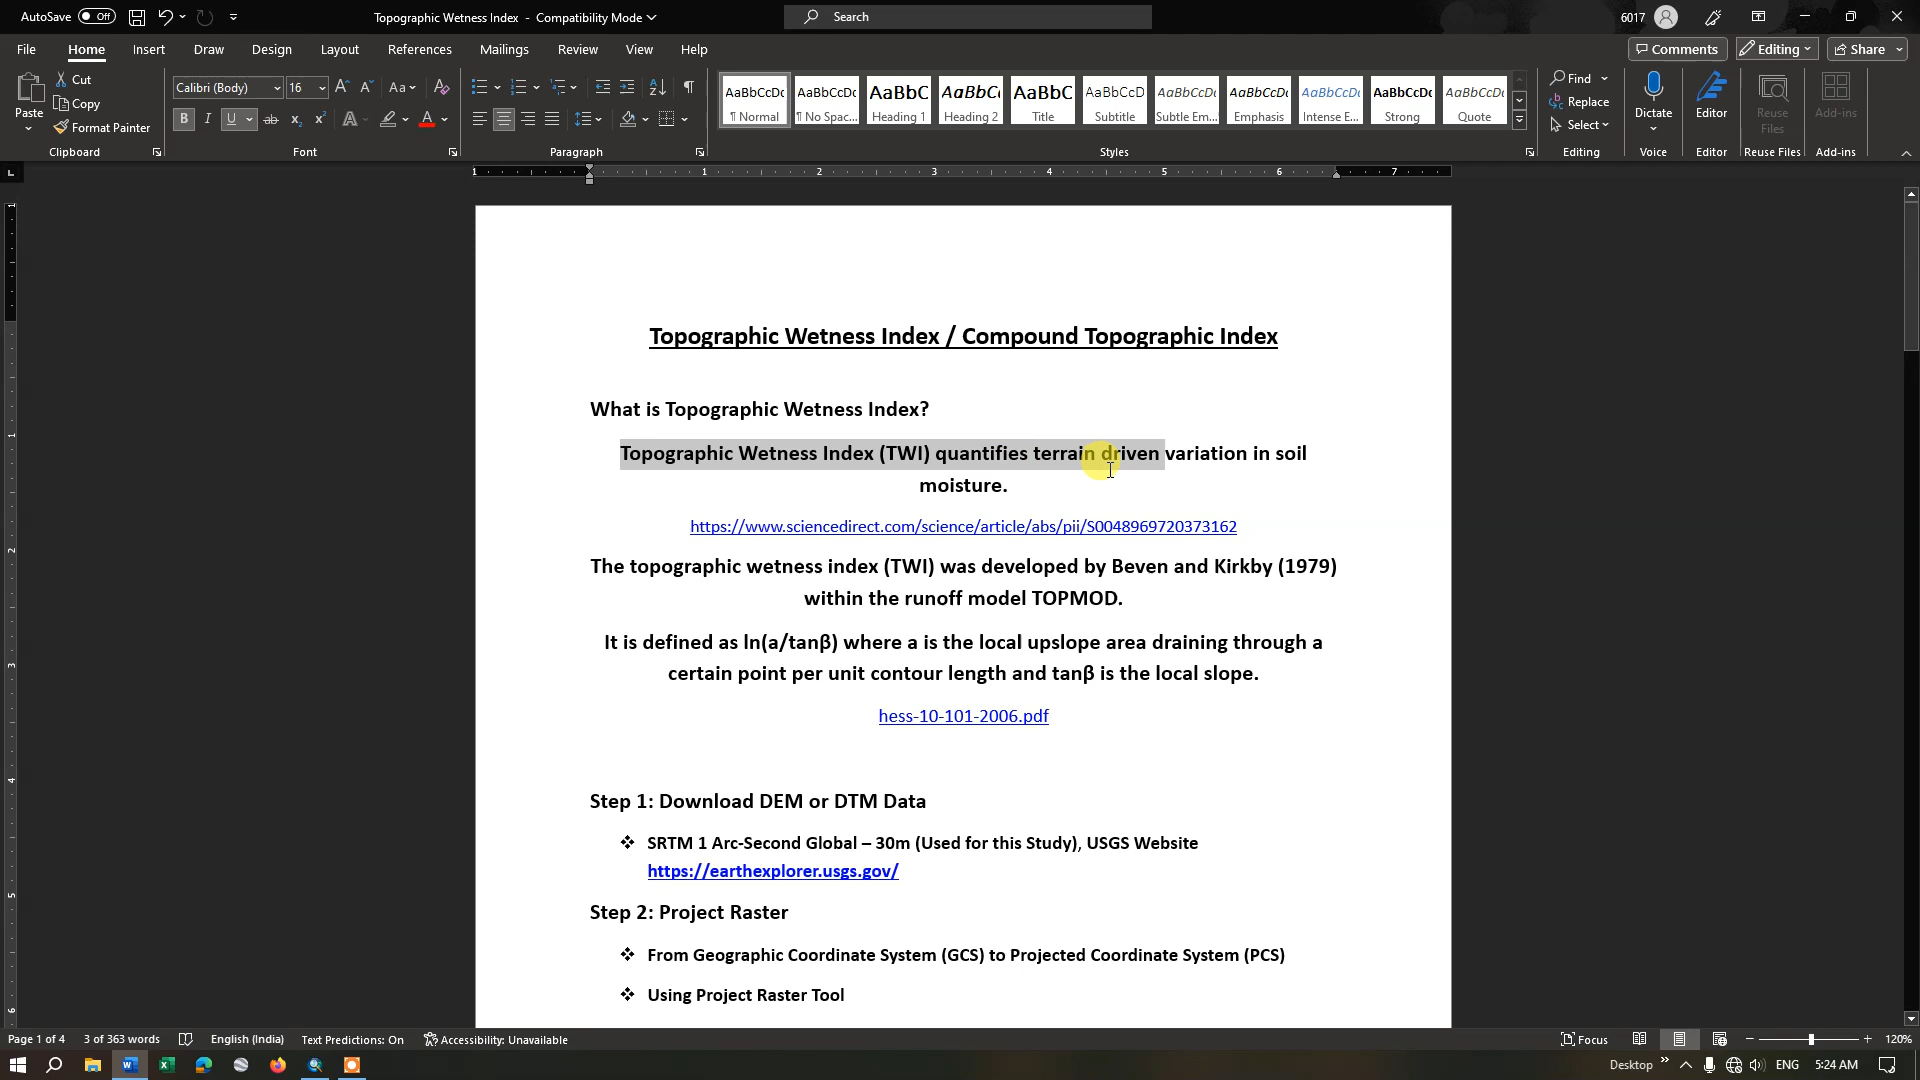 AutoSave Off Topographic Wetness Index - Compatibility Mode Search 6017
File Home Insert Draw Design Layout References Mailings Review View Help Comments Editing Share
Paste Cut Copy Format Painter
Calibri (Body) 16 Aa
AaBbCcDc AaBbCcDc AaBbC AaBbCc AaBbC AaBbCcD AaBbCcDc AaBbCcDc AaBbCcDc AaBbCcDc AaBbCcDc
¶ Normal ¶ No Spac... Heading 1 Heading 2 Title Subtitle Subtle Em... Emphasis Intense E... Strong Quote
Find Replace Select Dictate Editor Reuse Files Add-ins
Clipboard Font Paragraph Styles Editing Voice Editor Reuse Files Add-ins
1 1 2 3 4 5 6 7
Topographic Wetness Index / Compound Topographic Index
What is Topographic Wetness Index?
Topographic Wetness Index (TWI) quantifies terrain driven variation in soil
moisture.
https://www.sciencedirect.com/science/article/abs/pii/S0048969720373162
The topographic wetness index (TWI) was developed by Beven and Kirkby (1979)
within the runoff model TOPMOD.
It is defined as ln(a/tanβ) where a is the local upslope area draining through a
certain point per unit contour length and tanβ is the local slope.
hess-10-101-2006.pdf
Step 1: Download DEM or DTM Data
❖ SRTM 1 Arc-Second Global – 30m (Used for this Study), USGS Website
https://earthexplorer.usgs.gov/
Step 2: Project Raster
❖ From Geographic Coordinate System (GCS) to Projected Coordinate System (PCS)
❖ Using Project Raster Tool
Page 1 of 4 3 of 363 words English (India) Text Predictions: On Accessibility: Unavailable Focus 120%
Desktop ENG 5:24 AM